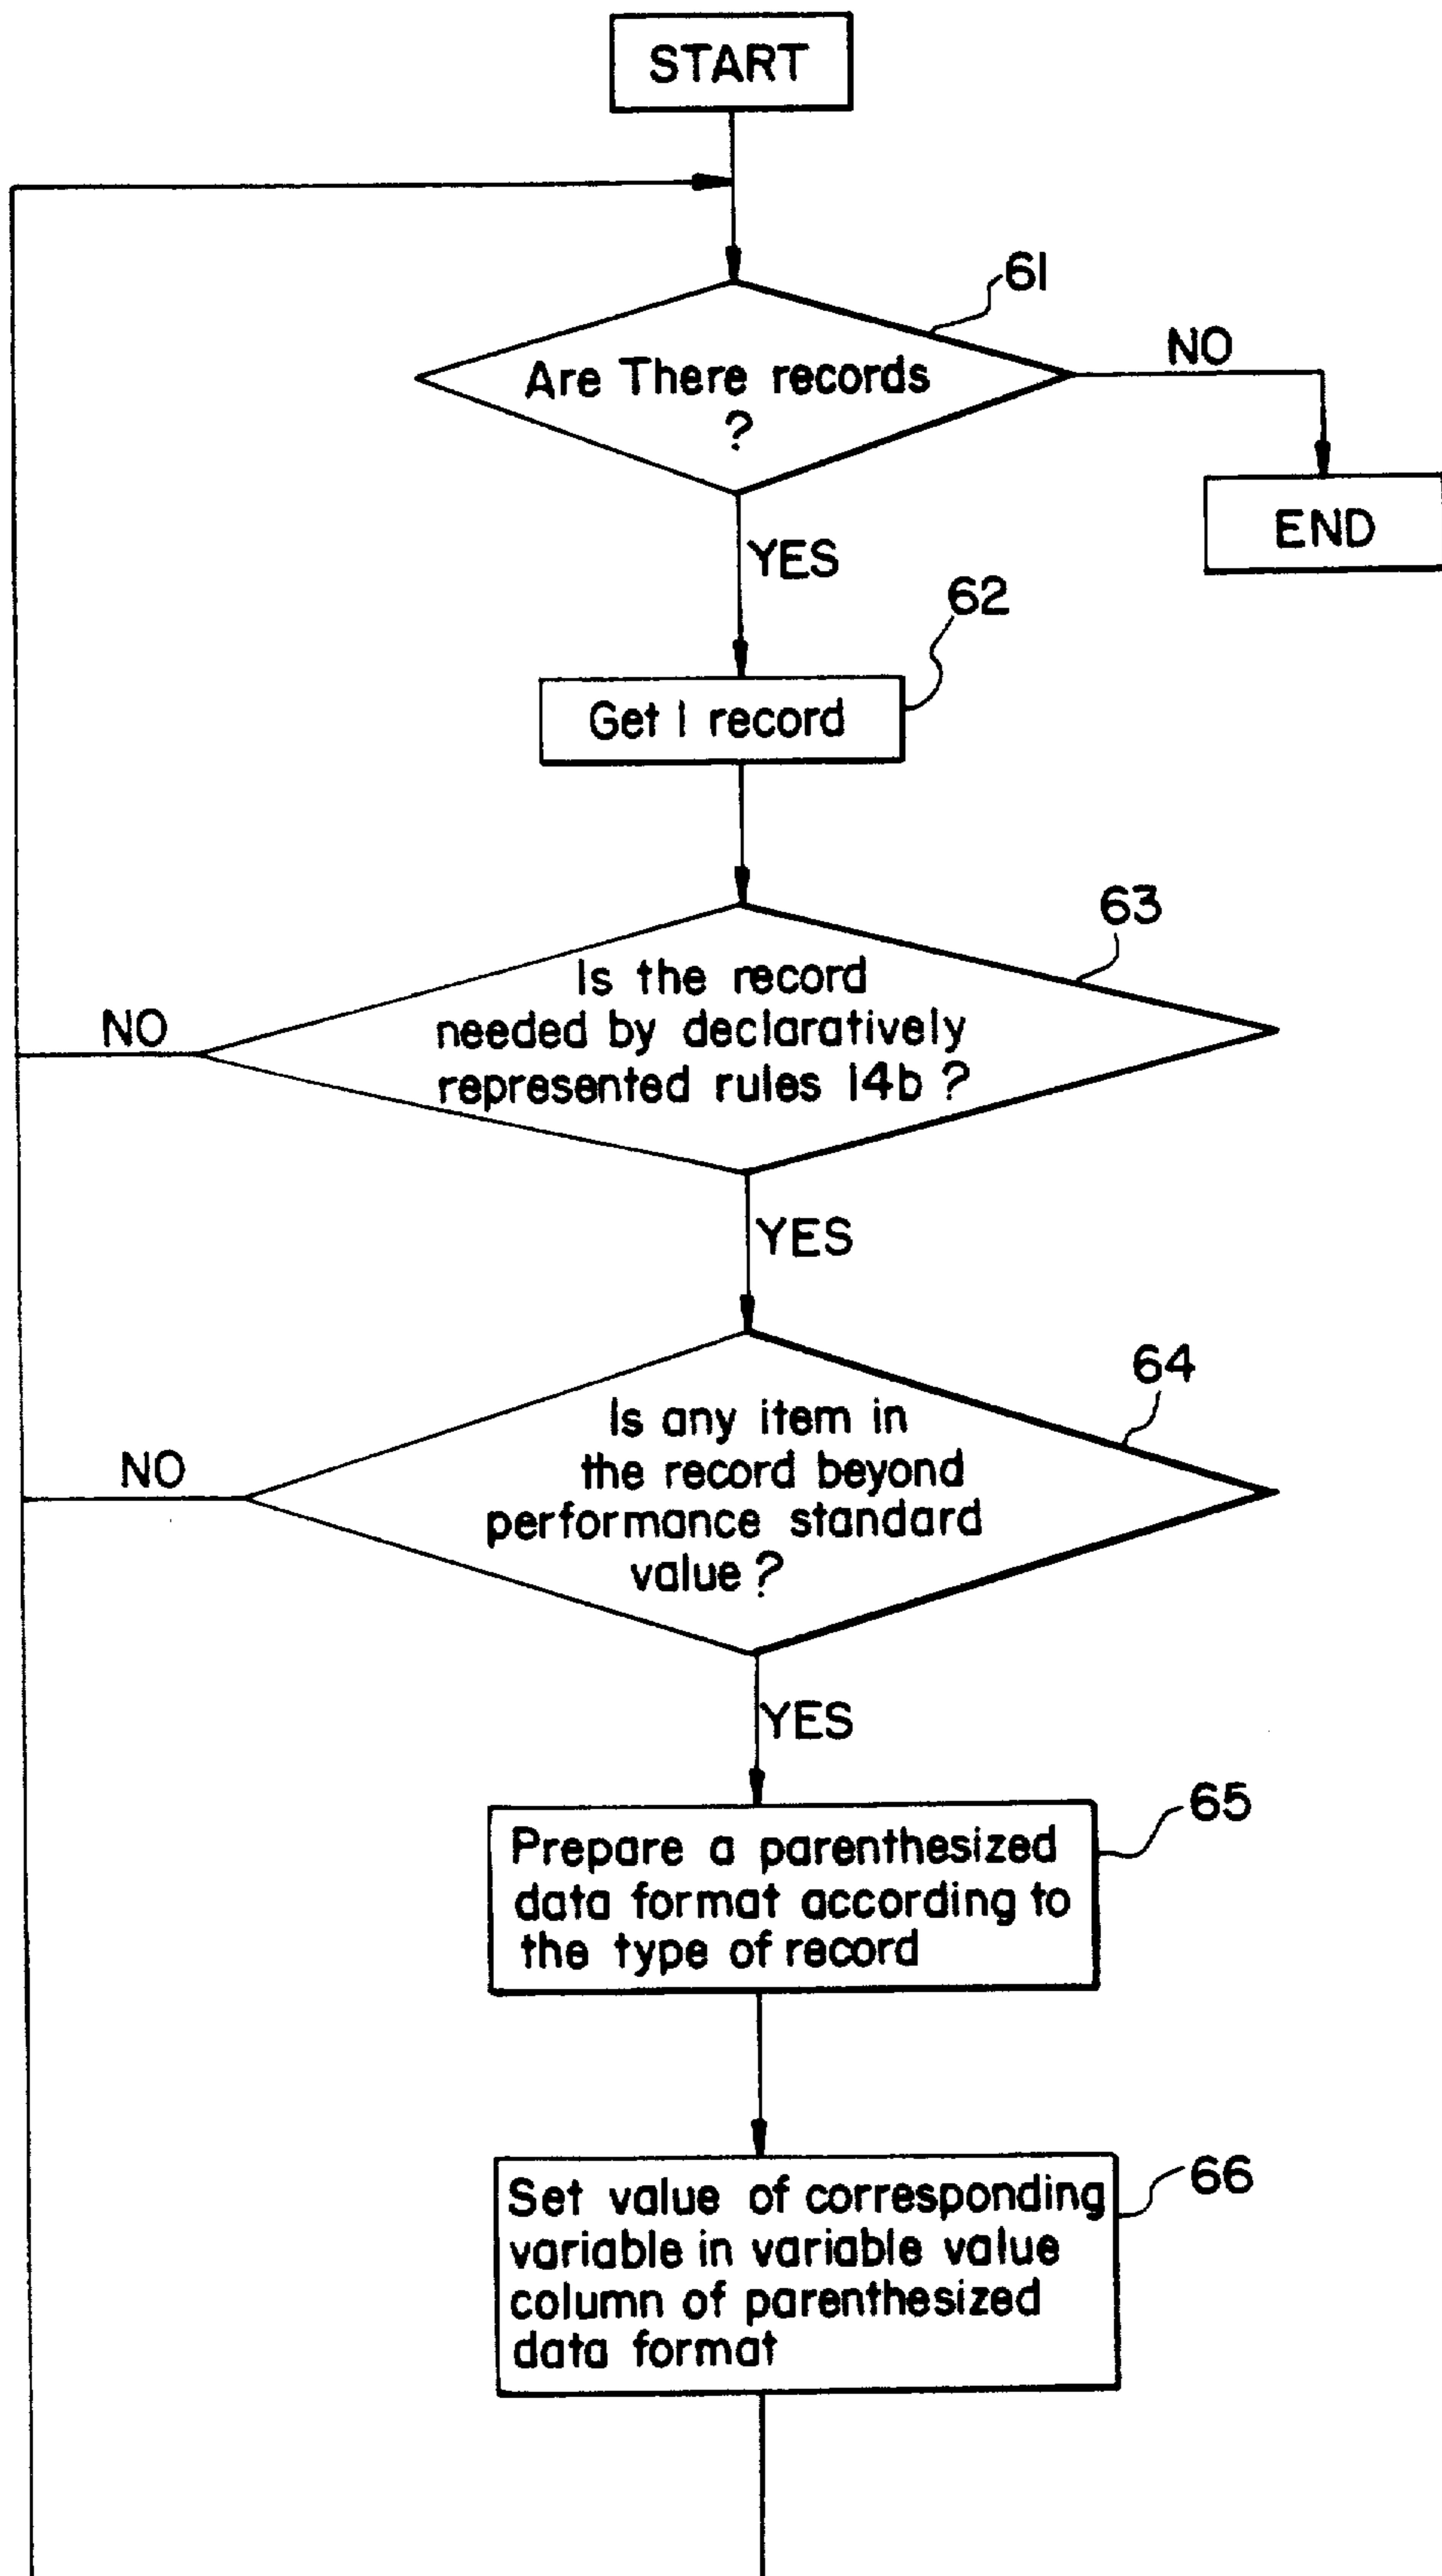 START
61
Are There records
?
NO
END
YES
62
Get 1 record
63
Is the record
needed by declaratively
represented rules 14b ?
NO
YES
64
Is any item in
the record beyond
performance standard
value ?
NO
YES
65
Prepare a parenthesized
data format according to
the type of record
66
Set value of corresponding
variable in variable value
column of parenthesized
data format